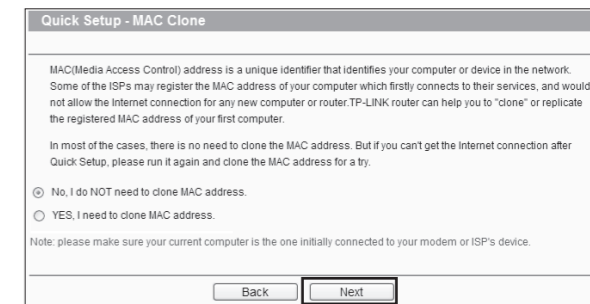 Quick Setup - MAC Clone
MAC(Media Access Control) address is a unique identifier that identifies your computer or device in the network.
Some of the ISPs may register the MAC address of your computer which firstly connects to their services, and would
not allow the Internet connection for any new computer or router.TP-LINK router can help you to "clone" or replicate
the registered MAC address of your first computer.
In most of the cases, there is no need to clone the MAC address. But if you can't get the Internet connection after
Quick Setup, please run it again and clone the MAC address for a try.
No, I do NOT need to clone MAC address.
YES, I need to clone MAC address.
Note: please make sure your current computer is the one initially connected to your modem or ISP's device.
Back Next